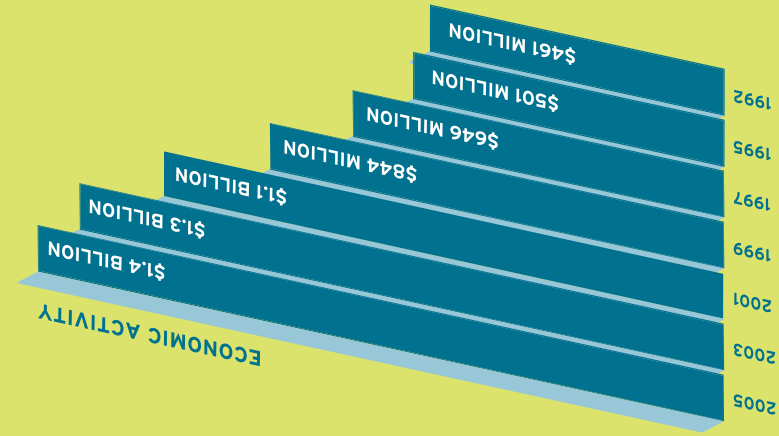 ECONOMIC ACTIVITY
2005
$1.4 BILLION
2003
$1.3 BILLION
2001
$1.1 BILLION
1999
$844 MILLION
1997
$646 MILLION
1995
$501 MILLION
1992
$461 MILLION